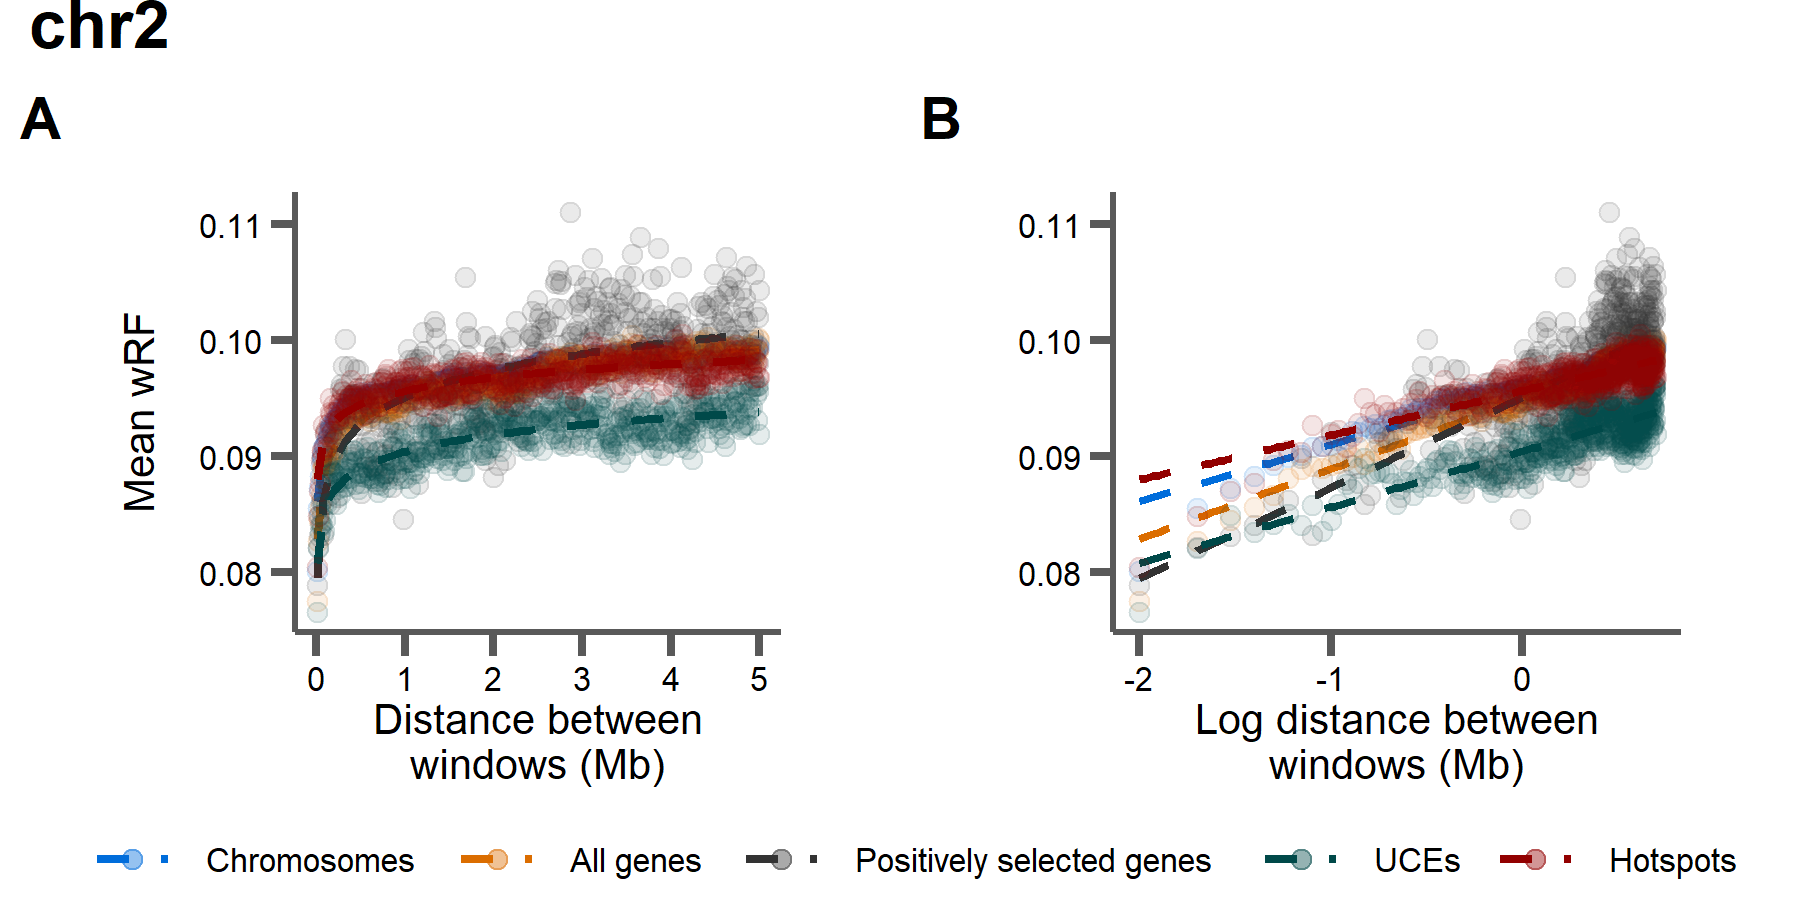 chr2
A
B
Mean wRF
0.11
0.10
0.09
0.08
0 1 2 3 4 5
Distance between
windows (Mb)
0.11
0.10
0.09
0.08
-2 -1 0
Log distance between
windows (Mb)
Chromosomes All genes Positively selected genes UCEs Hotspots